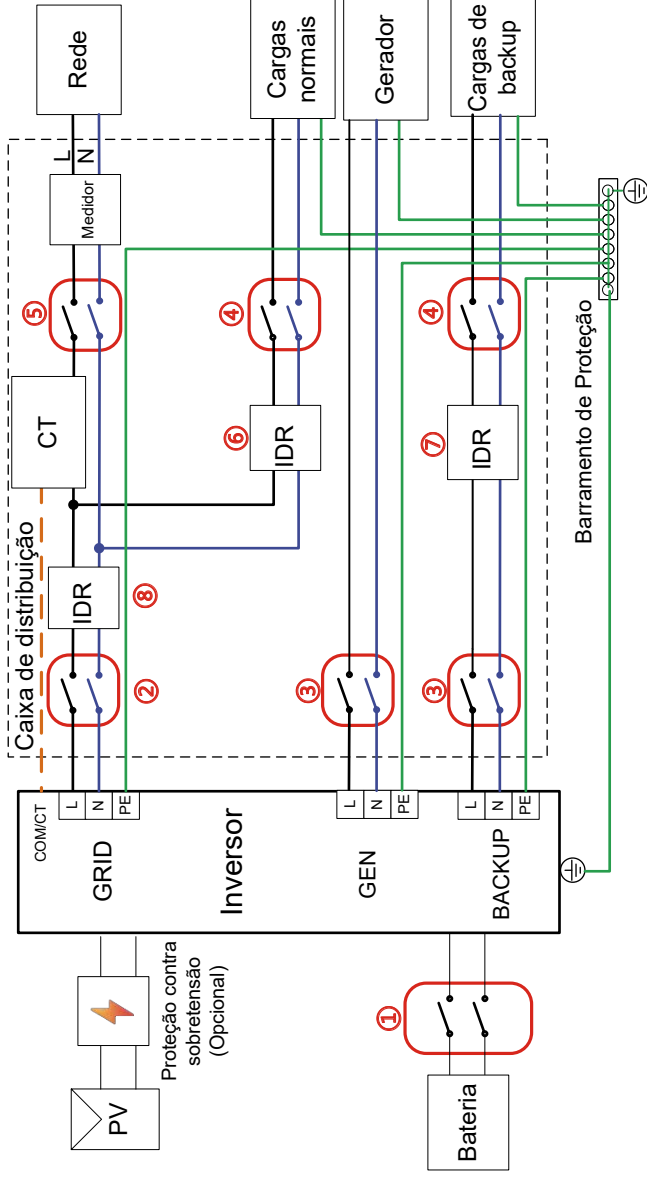 Rede
Cargas
normais
Gerador
Cargas de
backup
L
N
Medidor
⑤
④
④
CT
⑥
IDR
⑦
IDR
Barramento de Proteção
Caixa de distribuição
IDR
⑧
②
③
③
COM/CT
L
N
PE
GRID
L
N
PE
GEN
L
N
PE
BACKUP
Inversor
Proteção contra
sobretensão
(Opcional)
①
PV
Bateria